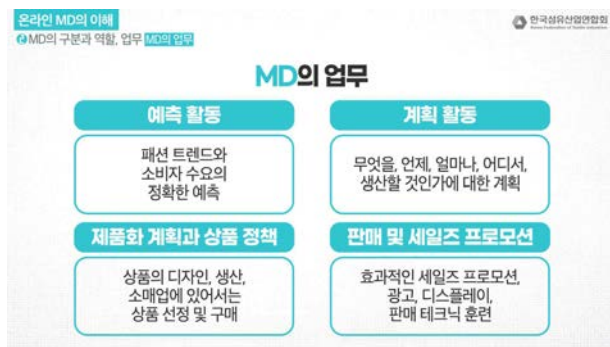 온라인 MD의 이해
한국섬유산업연합회
MD의 구분과 역할, 업무 MD의 업무
MD의 업무
예측 활동
패션 트렌드와
소비자 수요의
정확한 예측
계획 활동
무엇을, 언제, 얼마나, 어디서,
생산할 것인가에 대한 계획
제품화 계획과 상품 정책
상품의 디자인, 생산,
소매업에 있어서는
상품 선정 및 구매
판매 및 세일즈 프로모션
효과적인 세일즈 프로모션,
광고, 디스플레이,
판매 테크닉 훈련